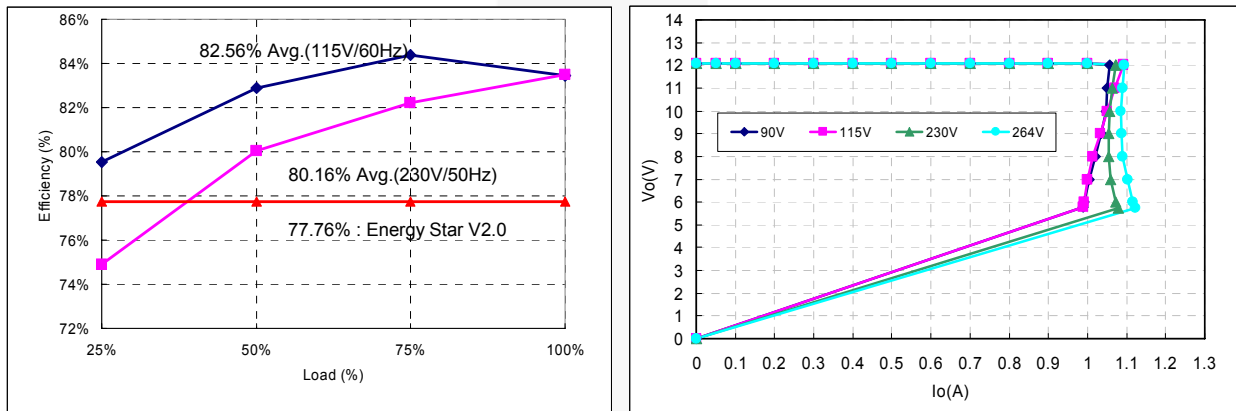 86%
84%
82%
80%
78%
76%
74%
72%
Efficiency (%)
82.56% Avg.(115V/60Hz)
80.16% Avg.(230V/50Hz)
77.76% : Energy Star V2.0
25% 50% 75% 100%
Load (%)
14
13
12
11
10
9
8
7
6
5
4
3
2
1
0
Vo(V)
90V 115V 230V 264V
0 0.1 0.2 0.3 0.4 0.5 0.6 0.7 0.8 0.9 1 1.1 1.2 1.3
Io(A)